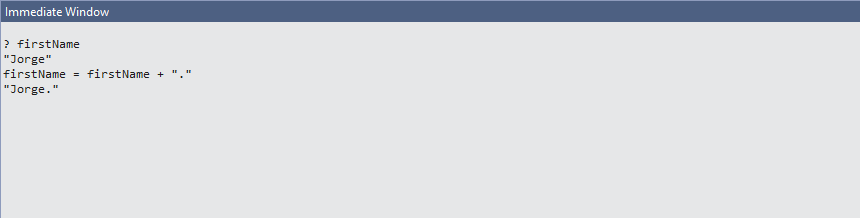 Immediate Window
? firstName
"Jorge"
firstName = firstName + "."
"Jorge."